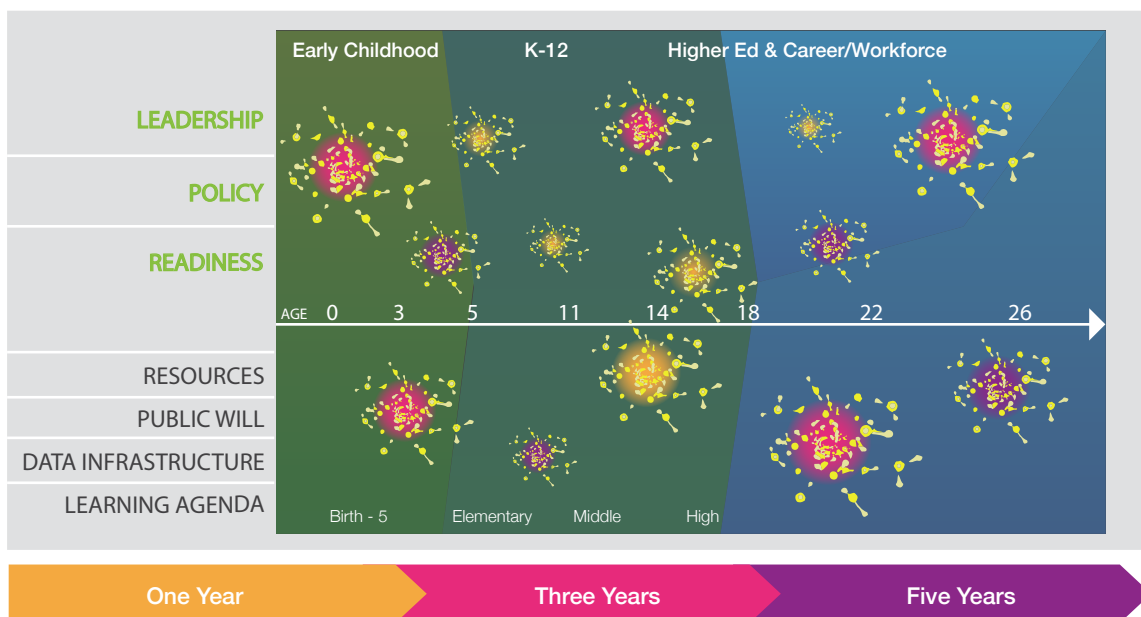 Early Childhood
K-12
Higher Ed & Career/Workforce
LEADERSHIP
POLICY
READINESS
AGE 0 3 5 11 14 18 22 26
RESOURCES
PUBLIC WILL
DATA INFRASTRUCTURE
LEARNING AGENDA
Birth - 5
Elementary
Middle
High
One Year
Three Years
Five Years